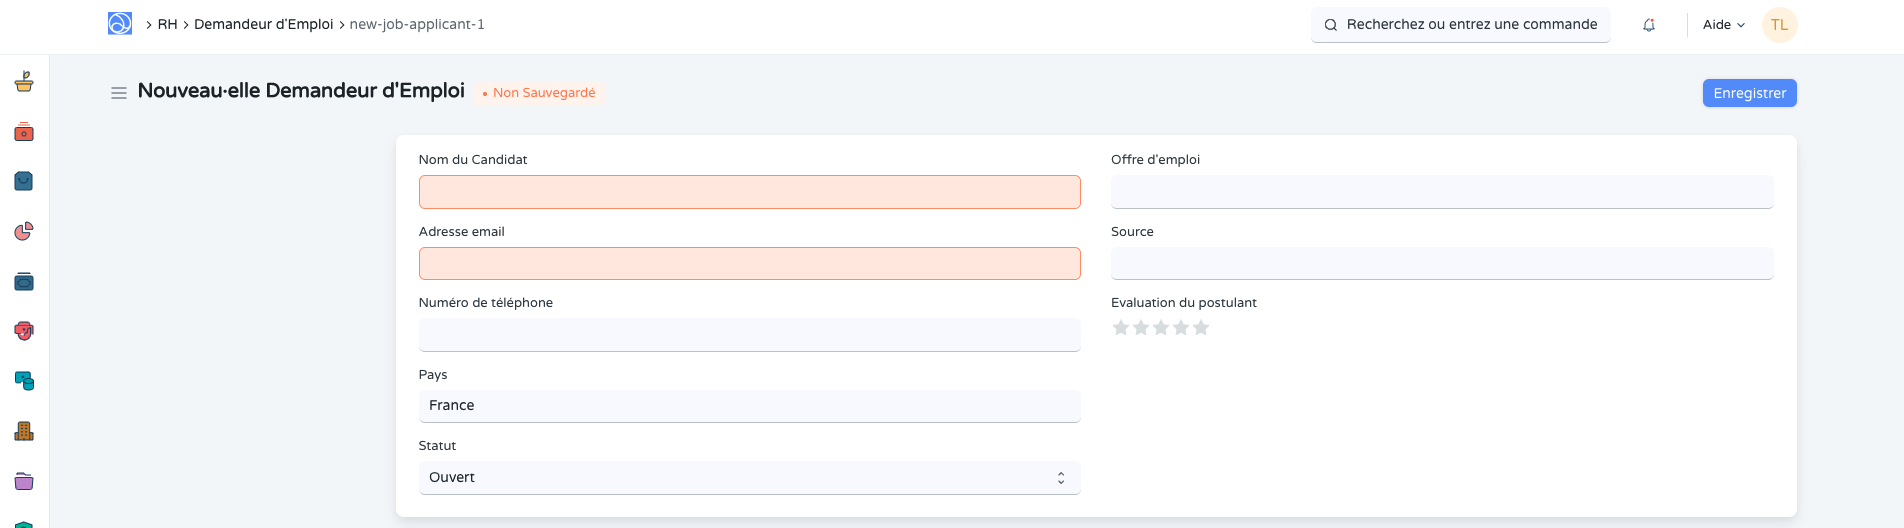 RH Demandeur d'Emploi new-job-applicant-1
Recherchez ou entrez une commande
Aide
TL
Nouveau·elle Demandeur d'Emploi
• Non Sauvegardé
Enregistrer
Nom du Candidat
Adresse email
Numéro de téléphone
Pays
France
Statut
Ouvert
Offre d'emploi
Source
Evaluation du postulant